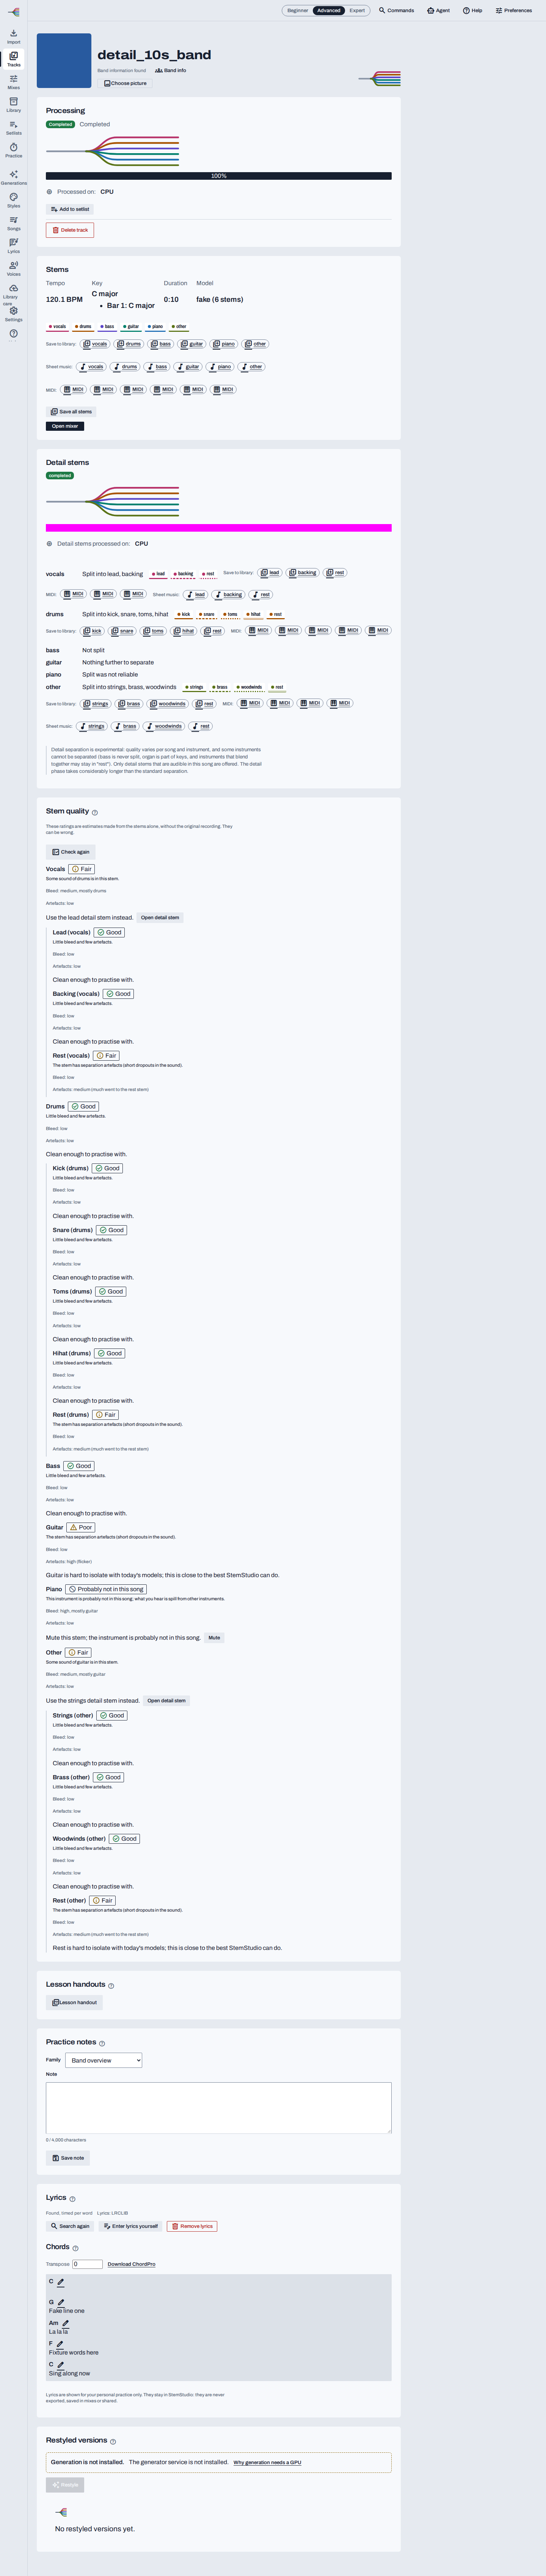 Beginner Advanced Expert Commands Agent Help Preferences
Import
Tracks
Mixes
Library
Setlists
Practice
Generations
Styles
Songs
Lyrics
Voices
Library care
Settings
detail_10s_band
Band information found Band info
Choose picture
Processing
Completed Completed
100%
Processed on: CPU
Add to setlist
Delete track
Stems
Tempo Key Duration Model
120.1 BPM C major 0:10 fake (6 stems)
Bar 1: C major
vocals drums bass guitar piano other
Save to library: vocals drums bass guitar piano other
Sheet music: vocals drums bass guitar piano other
MIDI: MIDI MIDI MIDI MIDI MIDI MIDI
Save all stems
Open mixer
Detail stems
completed
Detail stems processed on: CPU
vocals Split into lead, backing lead backing rest Save to library: lead backing rest
MIDI: MIDI MIDI MIDI Sheet music: lead backing rest
drums Split into kick, snare, toms, hihat kick snare toms hihat rest
Save to library: kick snare toms hihat rest MIDI: MIDI MIDI MIDI MIDI MIDI
bass Not split
guitar Nothing further to separate
piano Split was not reliable
other Split into strings, brass, woodwinds strings brass woodwinds rest
Save to library: strings brass woodwinds rest MIDI: MIDI MIDI MIDI MIDI
Sheet music: strings brass woodwinds rest
Detail separation is experimental: quality varies per song and instrument, and some instruments
cannot be separated (bass is never split, organ is part of keys, and instruments that blend
together may stay in "rest"). Only detail stems that are audible in this song are offered. The detail
phase takes considerably longer than the standard separation.
Stem quality
These ratings are estimates made from the stems alone, without the original recording. They
can be wrong.
Check again
Vocals Fair
Some sound of drums is in this stem.
Bleed: medium, mostly drums
Artefacts: low
Use the lead detail stem instead. Open detail stem
Lead (vocals) Good
Little bleed and few artefacts.
Bleed: low
Artefacts: low
Clean enough to practise with.
Backing (vocals) Good
Little bleed and few artefacts.
Bleed: low
Artefacts: low
Clean enough to practise with.
Rest (vocals) Fair
The stem has separation artefacts (short dropouts in the sound).
Bleed: low
Artefacts: medium (much went to the rest stem)
Drums Good
Little bleed and few artefacts.
Bleed: low
Artefacts: low
Clean enough to practise with.
Kick (drums) Good
Little bleed and few artefacts.
Bleed: low
Artefacts: low
Clean enough to practise with.
Snare (drums) Good
Little bleed and few artefacts.
Bleed: low
Artefacts: low
Clean enough to practise with.
Toms (drums) Good
Little bleed and few artefacts.
Bleed: low
Artefacts: low
Clean enough to practise with.
Hihat (drums) Good
Little bleed and few artefacts.
Bleed: low
Artefacts: low
Clean enough to practise with.
Rest (drums) Fair
The stem has separation artefacts (short dropouts in the sound).
Bleed: low
Artefacts: medium (much went to the rest stem)
Bass Good
Little bleed and few artefacts.
Bleed: low
Artefacts: low
Clean enough to practise with.
Guitar Poor
The stem has separation artefacts (short dropouts in the sound).
Bleed: low
Artefacts: high (flicker)
Guitar is hard to isolate with today's models; this is close to the best StemStudio can do.
Piano Probably not in this song
This instrument is probably not in this song; what you hear is spill from other instruments.
Bleed: high, mostly guitar
Artefacts: low
Mute this stem; the instrument is probably not in this song. Mute
Other Fair
Some sound of guitar is in this stem.
Bleed: medium, mostly guitar
Artefacts: low
Use the strings detail stem instead. Open detail stem
Strings (other) Good
Little bleed and few artefacts.
Bleed: low
Artefacts: low
Clean enough to practise with.
Brass (other) Good
Little bleed and few artefacts.
Bleed: low
Artefacts: low
Clean enough to practise with.
Woodwinds (other) Good
Little bleed and few artefacts.
Bleed: low
Artefacts: low
Clean enough to practise with.
Rest (other) Fair
The stem has separation artefacts (short dropouts in the sound).
Bleed: low
Artefacts: medium (much went to the rest stem)
Rest is hard to isolate with today's models; this is close to the best StemStudio can do.
Lesson handouts
Lesson handout
Practice notes
Family Band overview
Note
0 / 4,000 characters
Save note
Lyrics
Found, timed per word Lyrics: LRCLIB
Search again Enter lyrics yourself Remove lyrics
Chords
Transpose 0 Download ChordPro
C
G
Fake line one
Am
La la la
F
Fixture words here
C
Sing along now
Lyrics are shown for your personal practice only. They stay in StemStudio: they are never
exported, saved in mixes or shared.
Restyled versions
Generation is not installed. The generator service is not installed. Why generation needs a GPU
Restyle
No restyled versions yet.